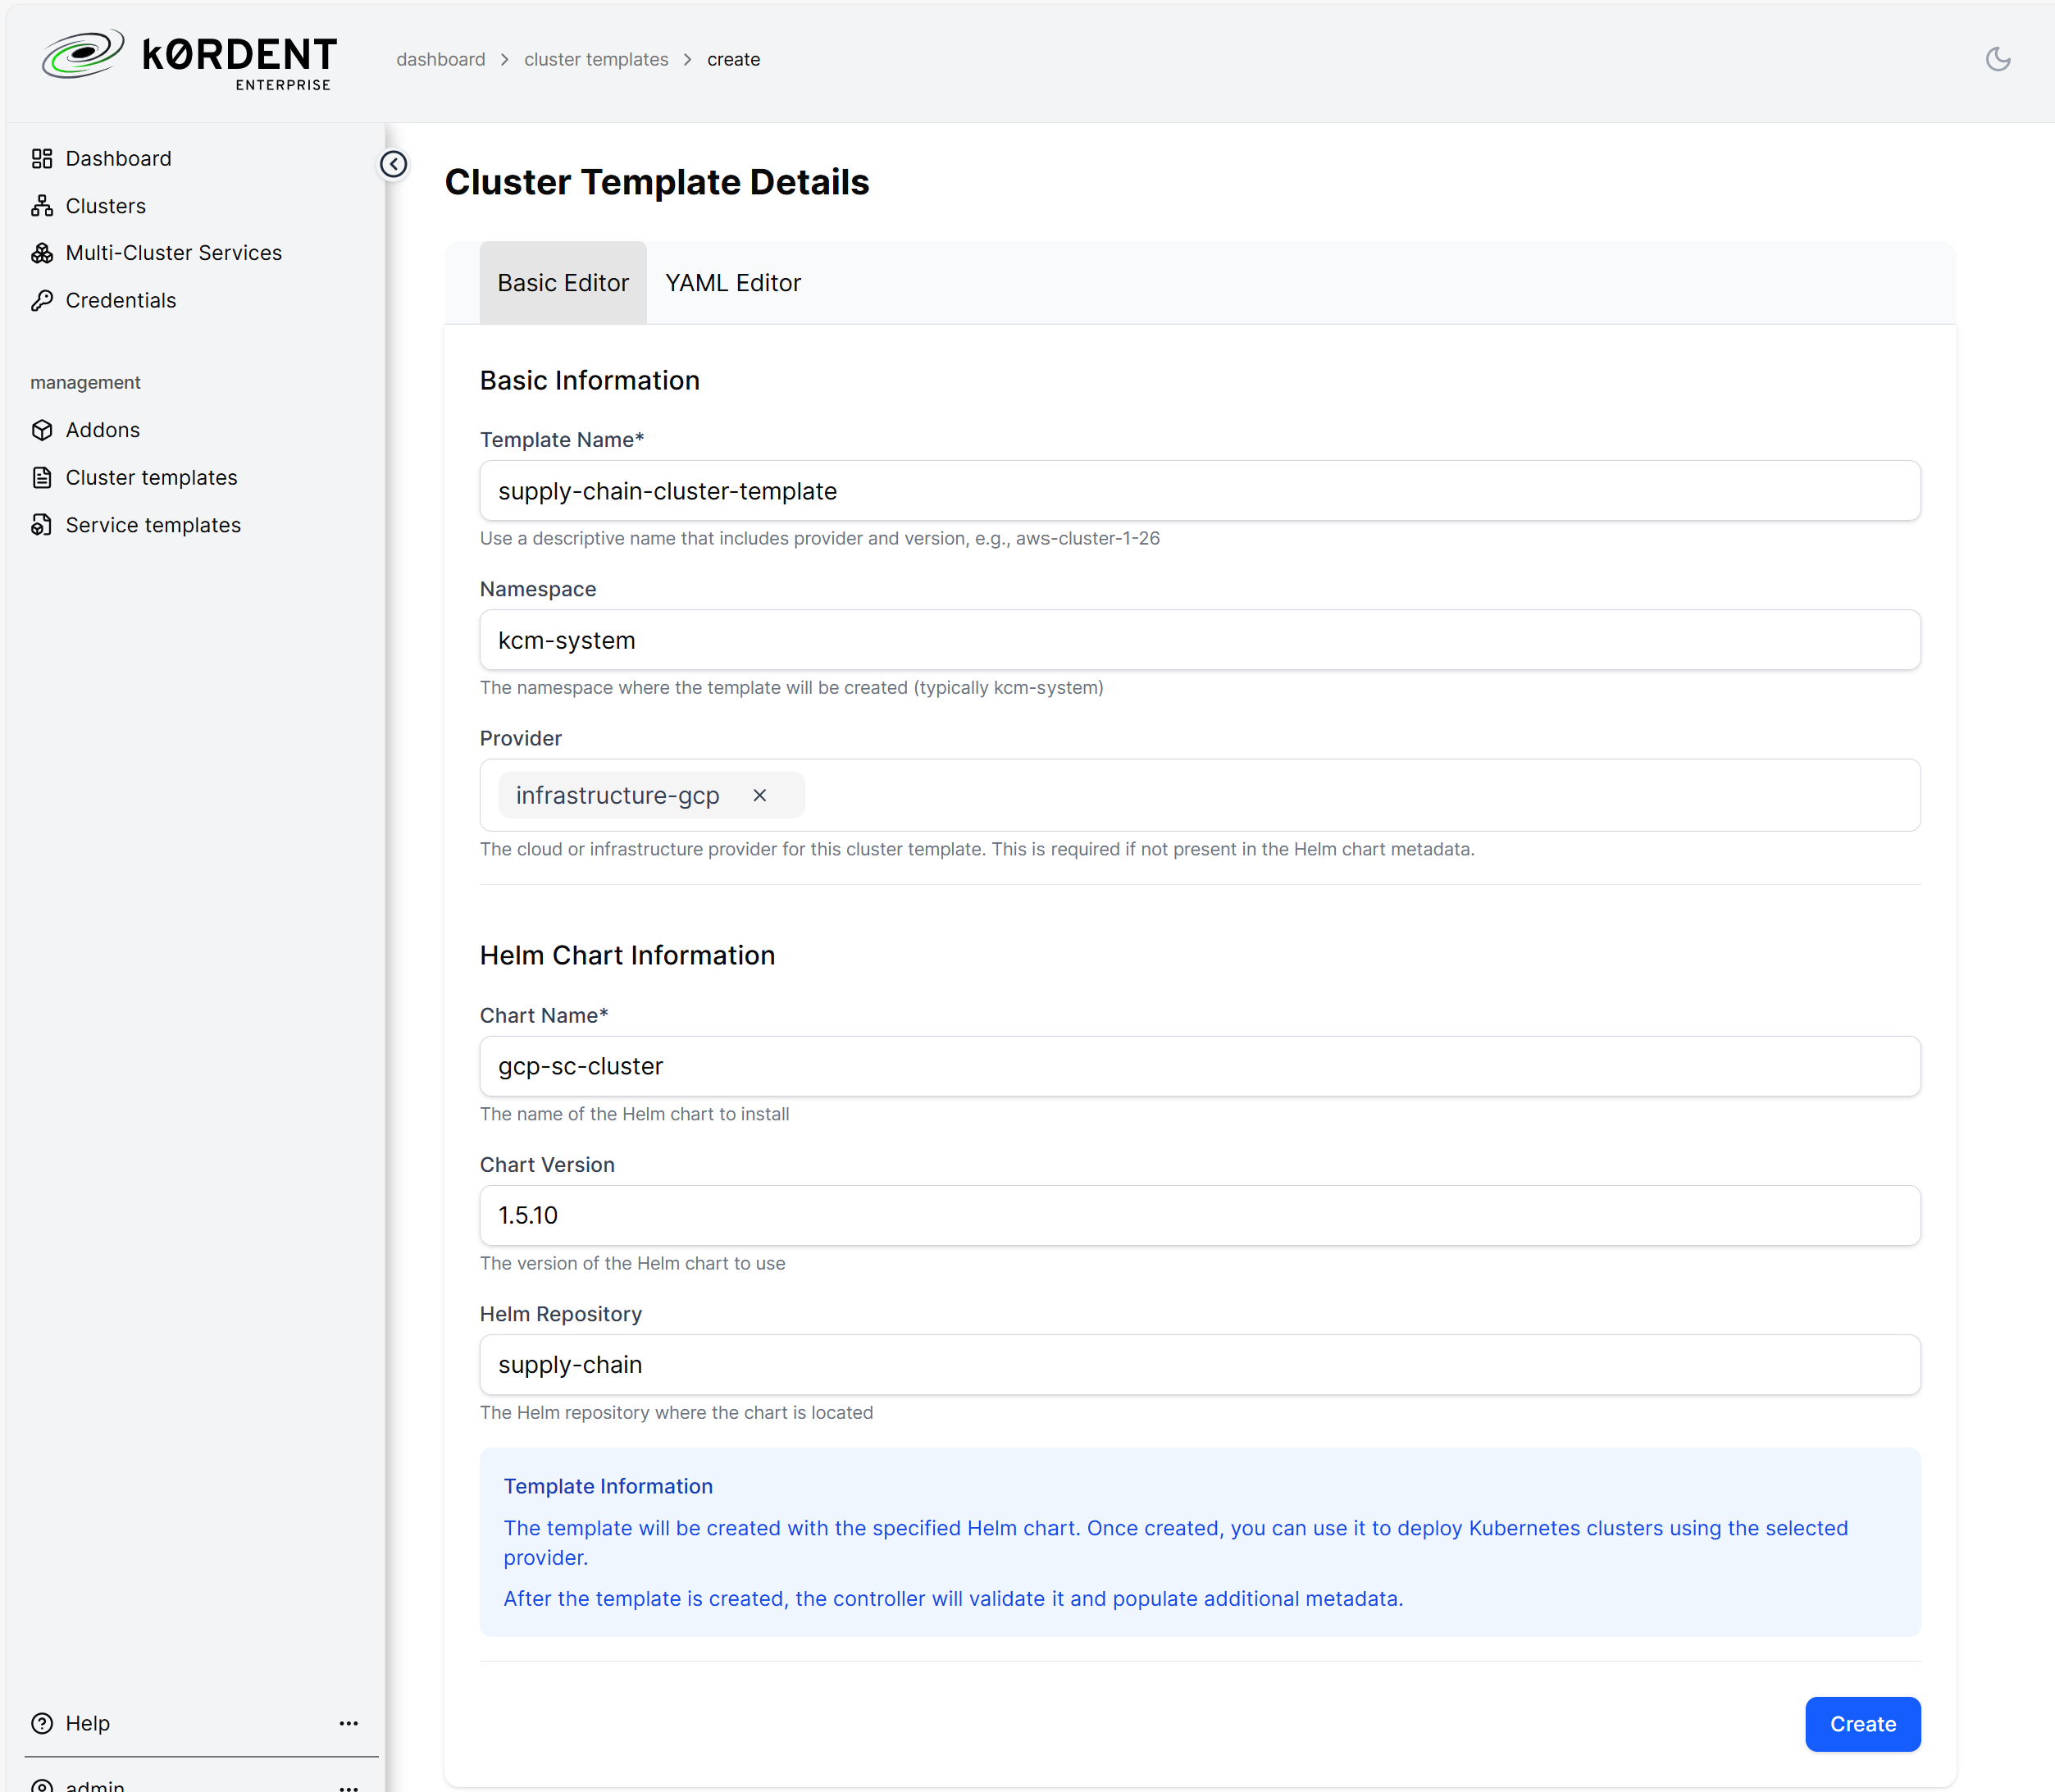 kØRDENT
ENTERPRISE
dashboard > cluster templates > create
Dashboard
Clusters
Multi-Cluster Services
Credentials
management
Addons
Cluster templates
Service templates
Help
admin
Cluster Template Details
Basic Editor YAML Editor
Basic Information
Template Name*
supply-chain-cluster-template
Use a descriptive name that includes provider and version, e.g., aws-cluster-1-26
Namespace
kcm-system
The namespace where the template will be created (typically kcm-system)
Provider
infrastructure-gcp
The cloud or infrastructure provider for this cluster template. This is required if not present in the Helm chart metadata.
Helm Chart Information
Chart Name*
gcp-sc-cluster
The name of the Helm chart to install
Chart Version
1.5.10
The version of the Helm chart to use
Helm Repository
supply-chain
The Helm repository where the chart is located
Template Information
The template will be created with the specified Helm chart. Once created, you can use it to deploy Kubernetes clusters using the selected
provider.
After the template is created, the controller will validate it and populate additional metadata.
Create